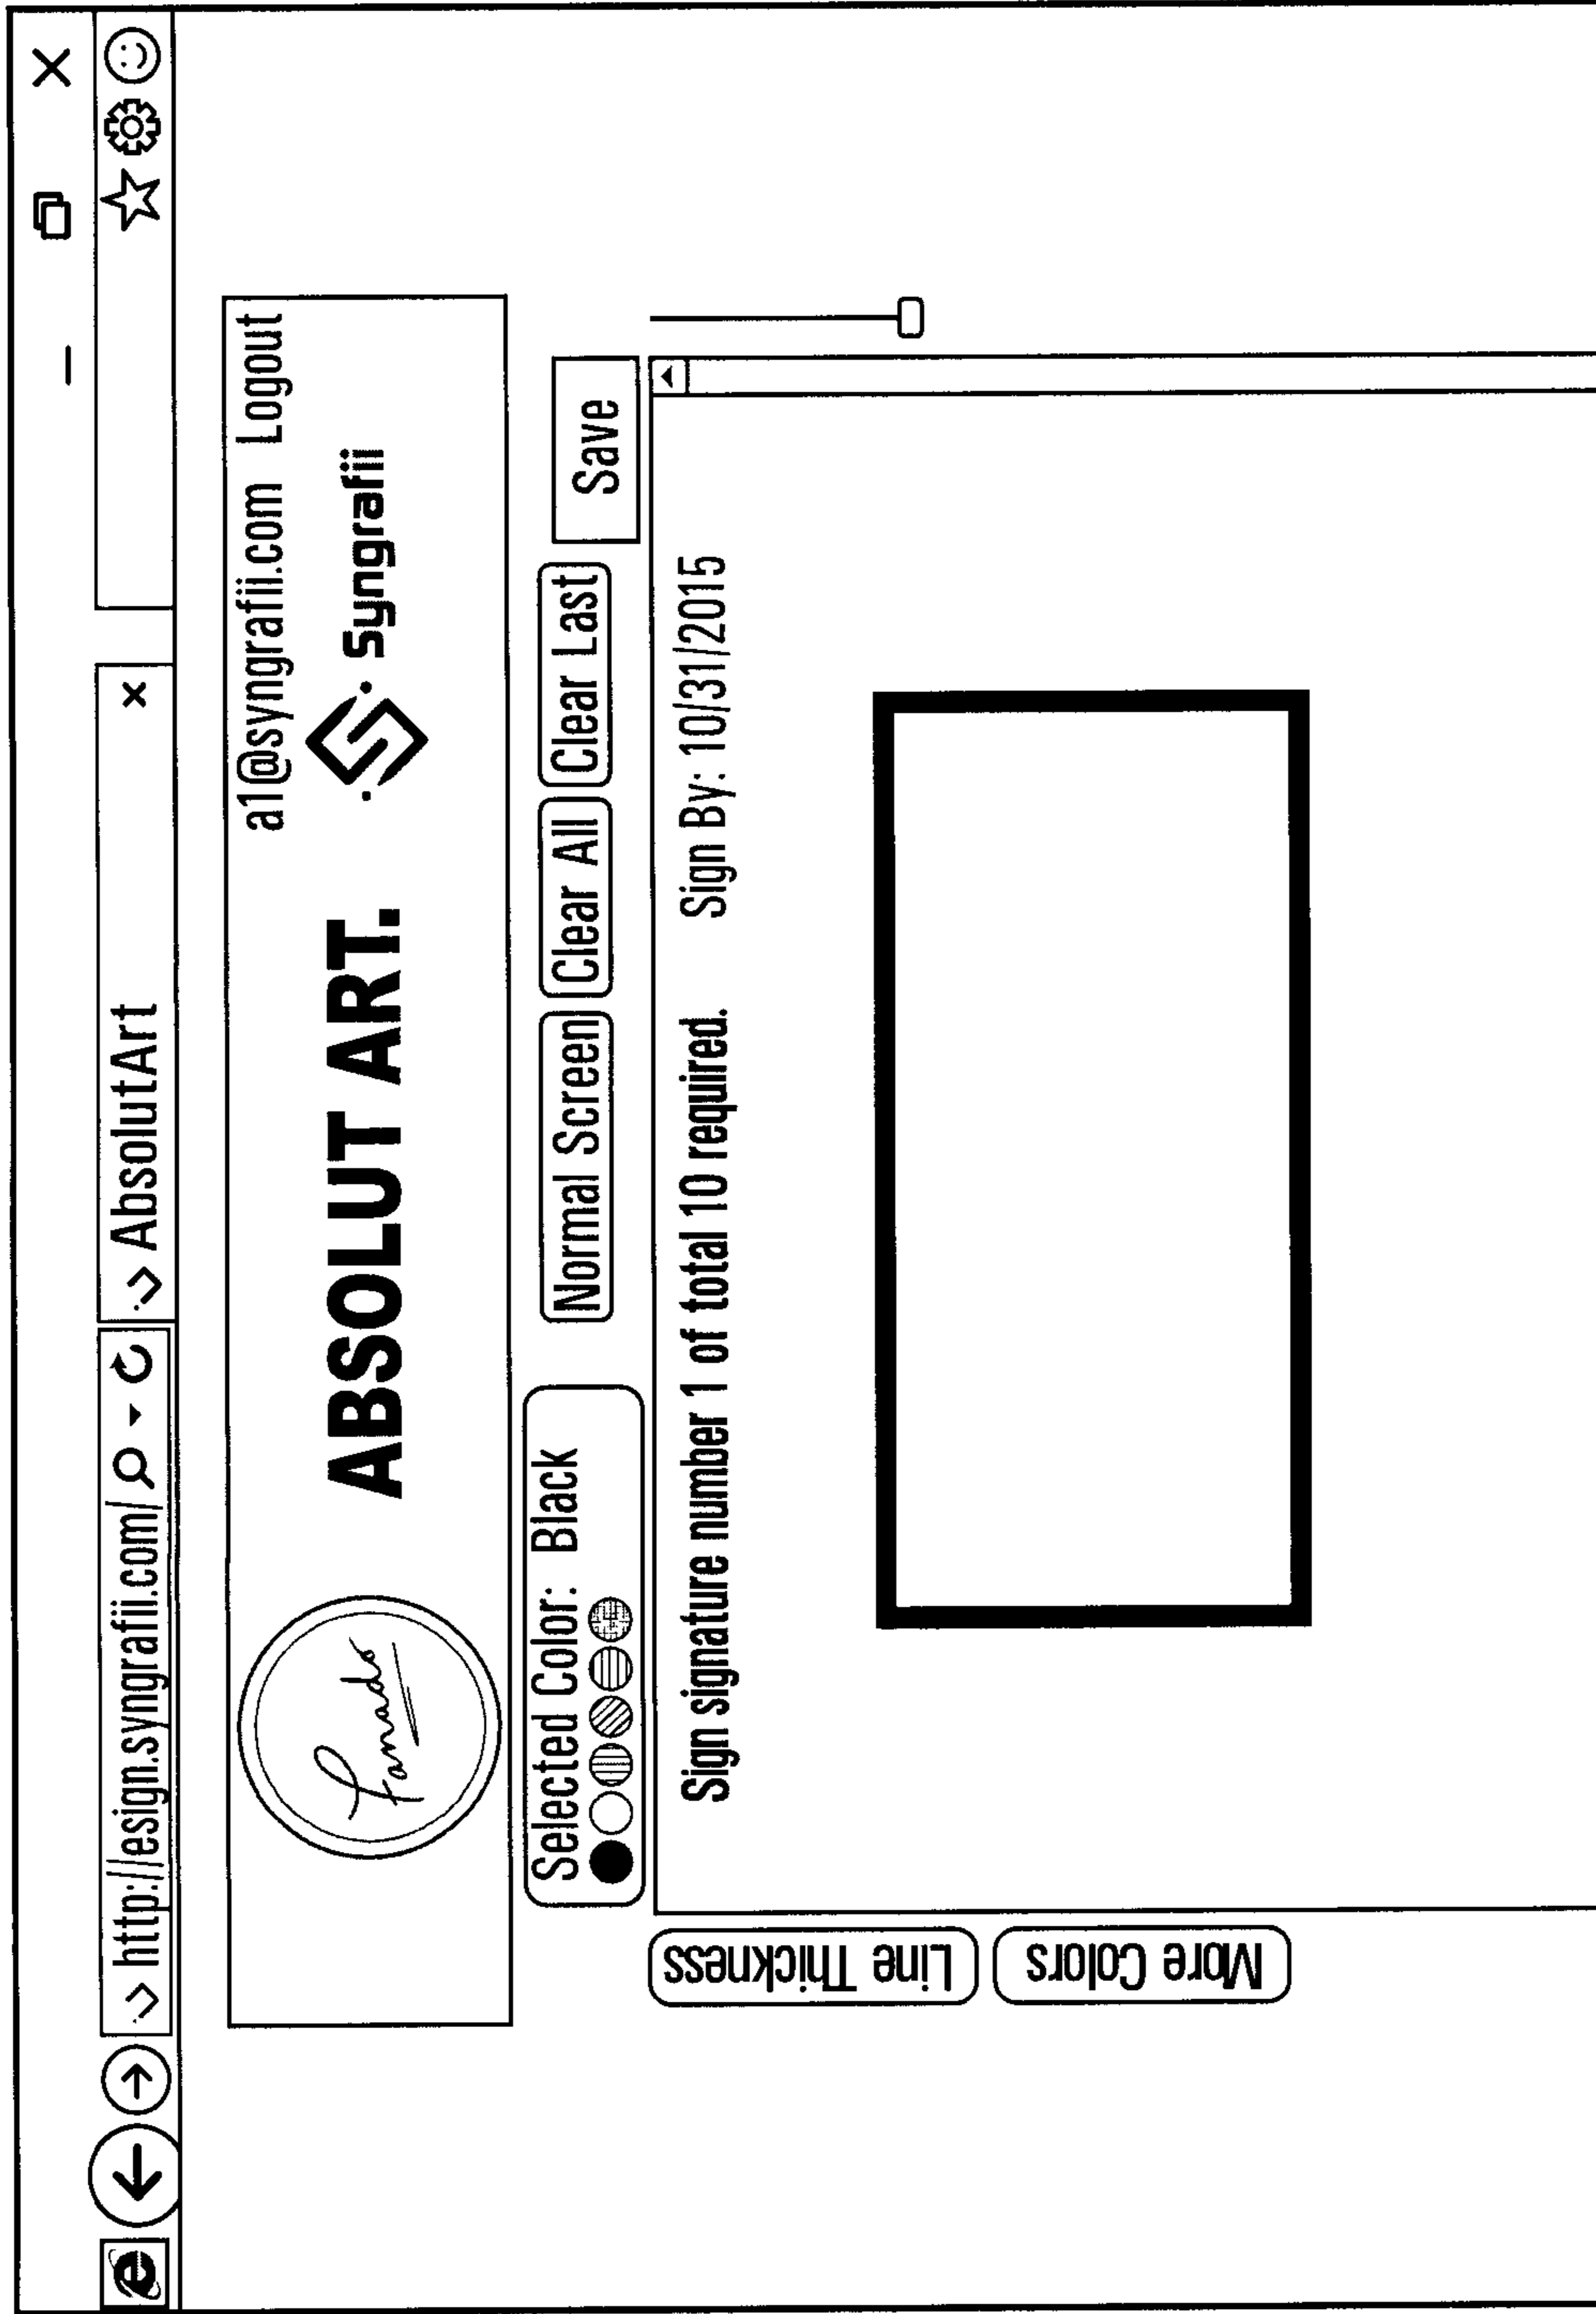 http://esign.syngrafii.com/
AbsolutArt
a1@syngrafii.com Logout
Famado
ABSOLUT ART.
Syngrafii
Selected Color: Black
Normal Screen
Clear All
Clear Last
Save
Line Thickness
More Colors
Sign signature number 1 of total 10 required.
Sign By: 10/31/2015